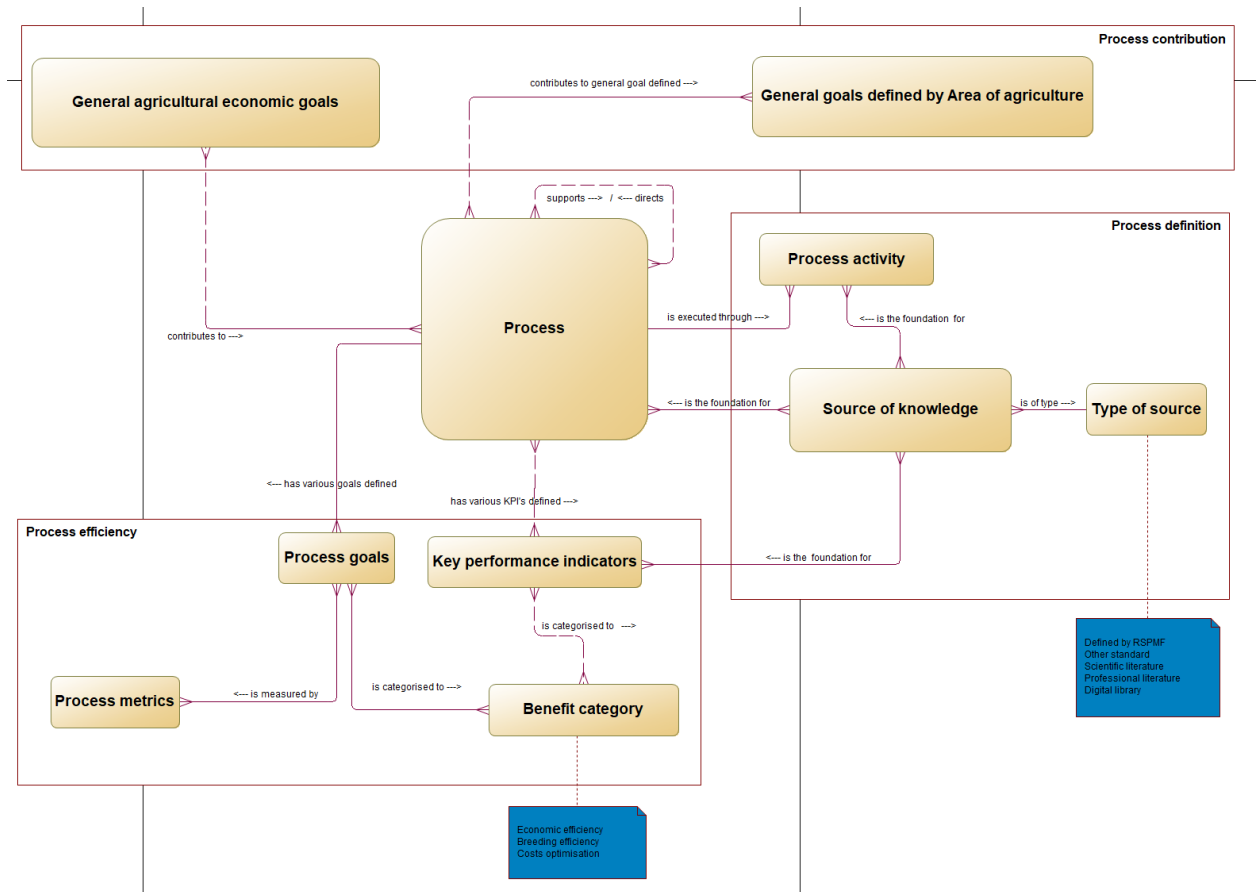 Process contribution
General agricultural economic goals
contributes to general goal defined --->
General goals defined by Area of agriculture
supports ---> / <--- directs
Process definition
Process activity
Process
is executed through --->
<--- is the foundation  for
contributes to --->
<--- is the foundation for
Source of knowledge
is of type --->
Type of source
<--- has various goals defined
has various KPI's defined --->
Process efficiency
Process goals
Key performance indicators
<--- is the  foundation for
is categorised to   --->
Defined by RSPMF
Other standard
Scientific literature
Professional literature
Digital library
is categorised to --->
Process metrics
<--- is measured by
Benefit category
Economic efficiency
Breeding efficiency
Costs optimisation